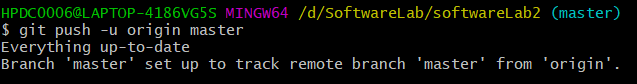 HPDC0006@LAPTOP-4186VG5S MINGW64 /d/SoftwareLab/softwareLab2 (master)
$ git push -u origin master
Everything up-to-date
Branch 'master' set up to track remote branch 'master' from 'origin'.